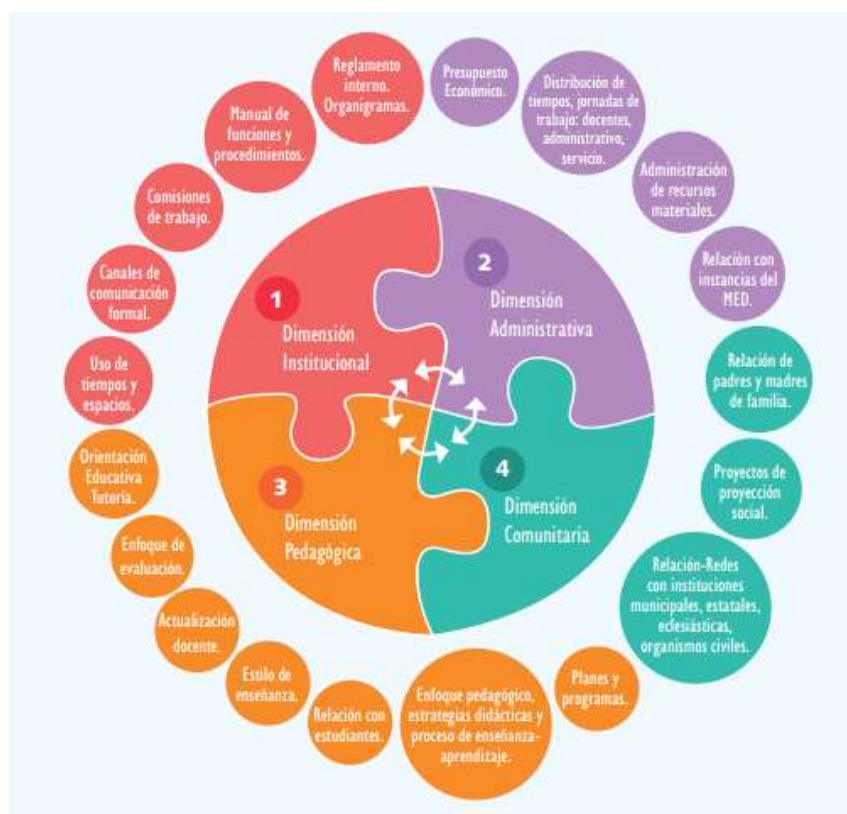 Reglamento
interno.
Organigramas.
Presupuesto
Económico.
Distribución de
tiempos, jornadas de
trabajo: docentes,
administrativo,
servicio.
Manual de
funciones y
procedimientos.
Administración
de recursos
materiales.
Comisiones
de trabajo.
Canales de
comunicación
formal.
Relación con
instancias del
MED.
Uso de
tiempos y
espacios.
1
Dimensión
Institucional
2
Dimensión
Administrativa
3
Dimensión
Pedagógica
4
Dimensión
Comunitaria
Relación de
padres y madres
de familia.
Orientación
Educativa
Tutoría.
Proyectos de
proyección
social.
Enfoque de
evaluación.
Relación-Redes
con instituciones
municipales, estatales,
eclesiásticas,
organismos civiles.
Actualización
docente.
Estilo de
enseñanza.
Relación con
estudiantes.
Enfoque pedagógico,
estrategias didácticas y
proceso de enseñanza-
aprendizaje.
Planes y
programas.